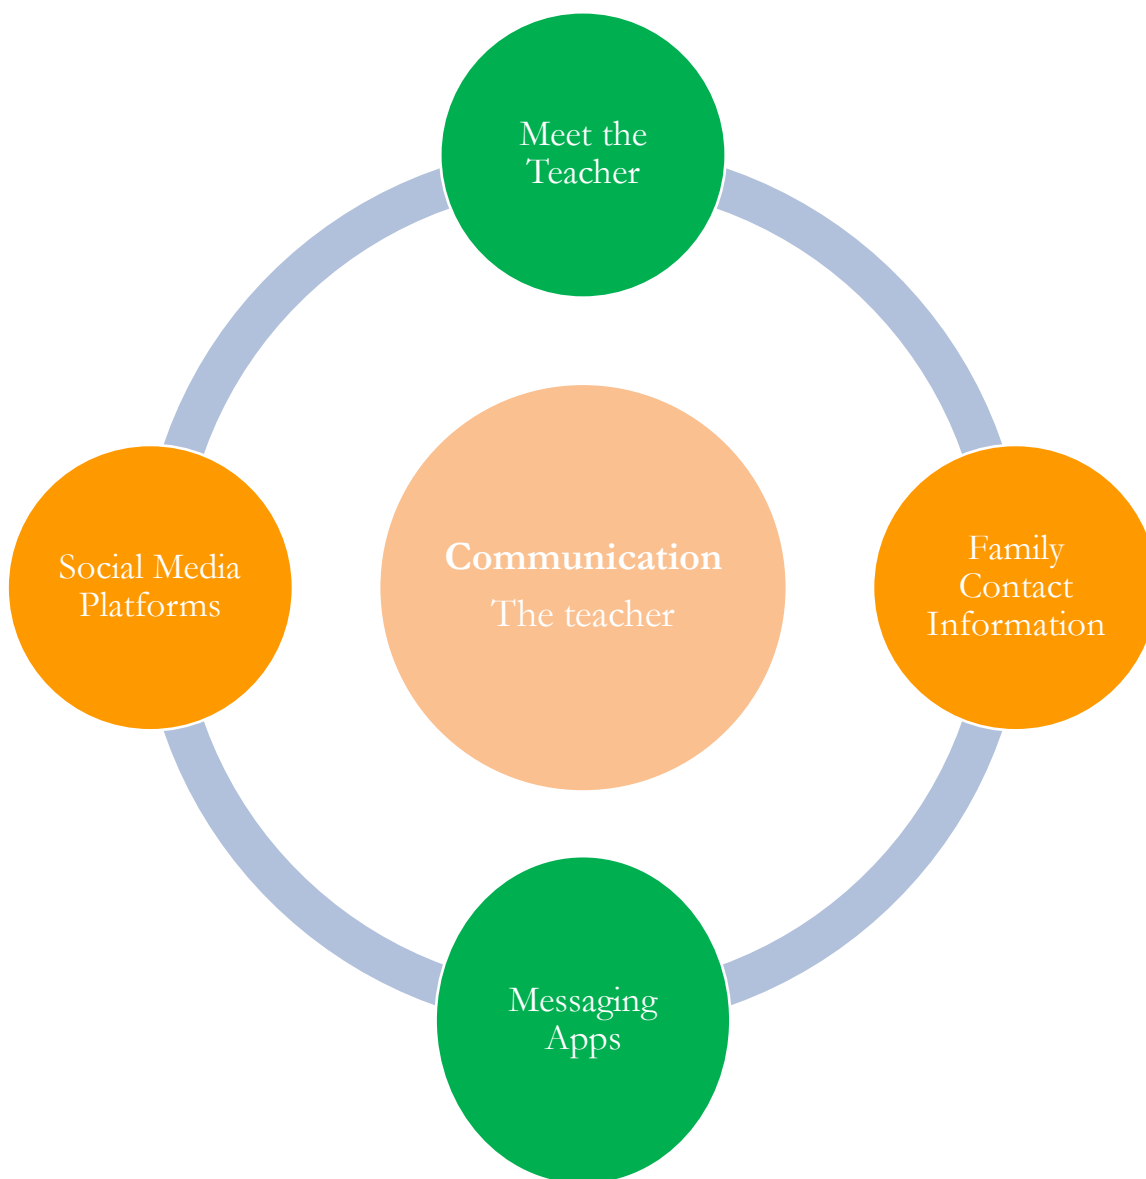 Meet the
Teacher
Social Media
Platforms
Communication
The teacher
Family
Contact
Information
Messaging
Apps